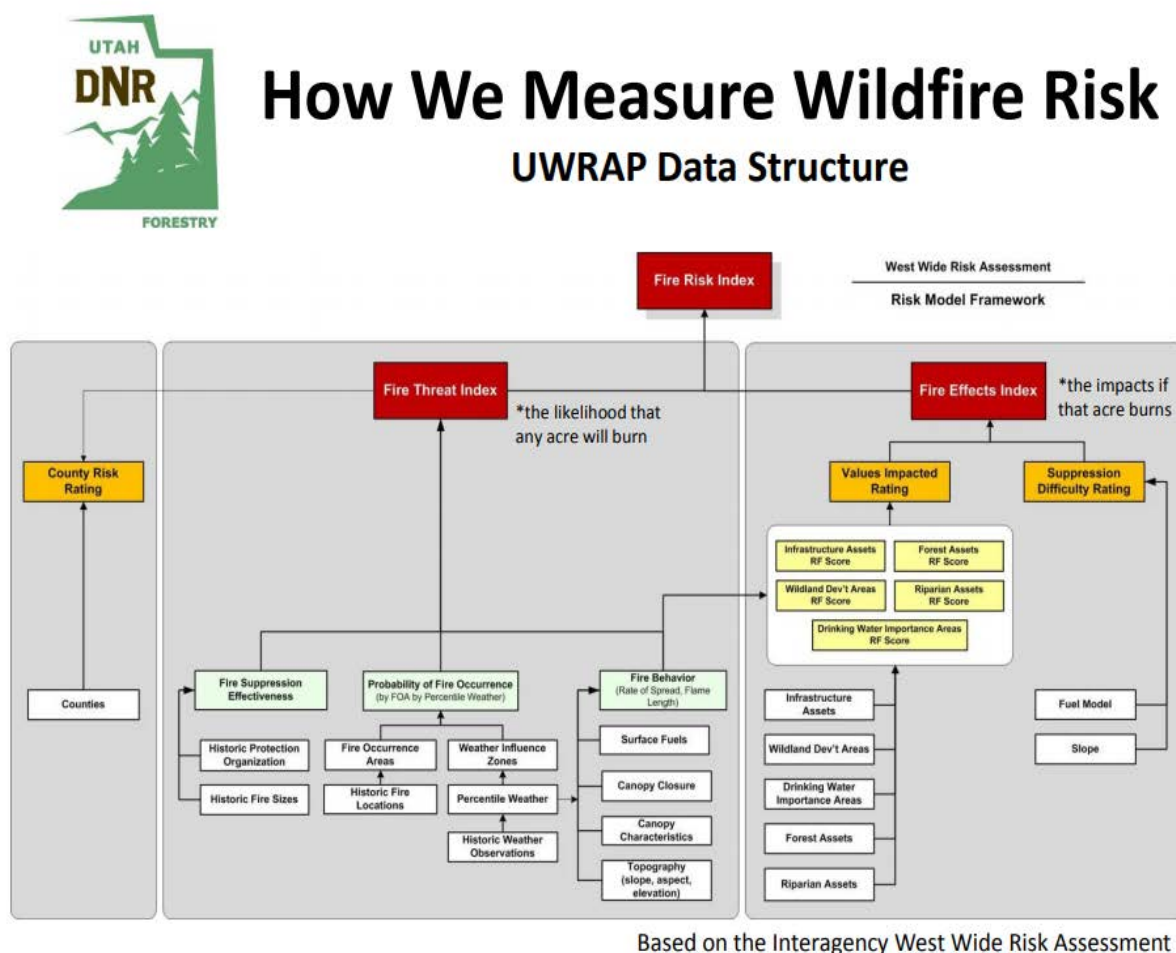 UTAH
DNR
FORESTRY
How We Measure Wildfire Risk
UWRAP Data Structure
Fire Risk Index
West Wide Risk Assessment
Risk Model Framework
Fire Threat Index
*the likelihood that
any acre will burn
Fire Effects Index
*the impacts if
that acre burns
County Risk
Rating
Values Impacted
Rating
Suppression
Difficulty Rating
Infrastructure Assets
RF Score
Forest Assets
RF Score
Wildland Dev't Areas
RF Score
Riparian Assets
RF Score
Drinking Water Importance Areas
RF Score
Counties
Fire Suppression
Effectiveness
Probability of Fire Occurrence
(by FOA by Percentile Weather)
Fire Behavior
(Rate of Spread, Flame
Length)
Historic Protection
Organization
Historic Fire Sizes
Fire Occurrence
Areas
Historic Fire
Locations
Weather Influence
Zones
Percentile Weather
Historic Weather
Observations
Surface Fuels
Canopy Closure
Canopy
Characteristics
Topography
(slope, aspect,
elevation)
Infrastructure
Assets
Wildland Dev't Areas
Drinking Water
Importance Areas
Forest Assets
Riparian Assets
Fuel Model
Slope
Based on the Interagency West Wide Risk Assessment